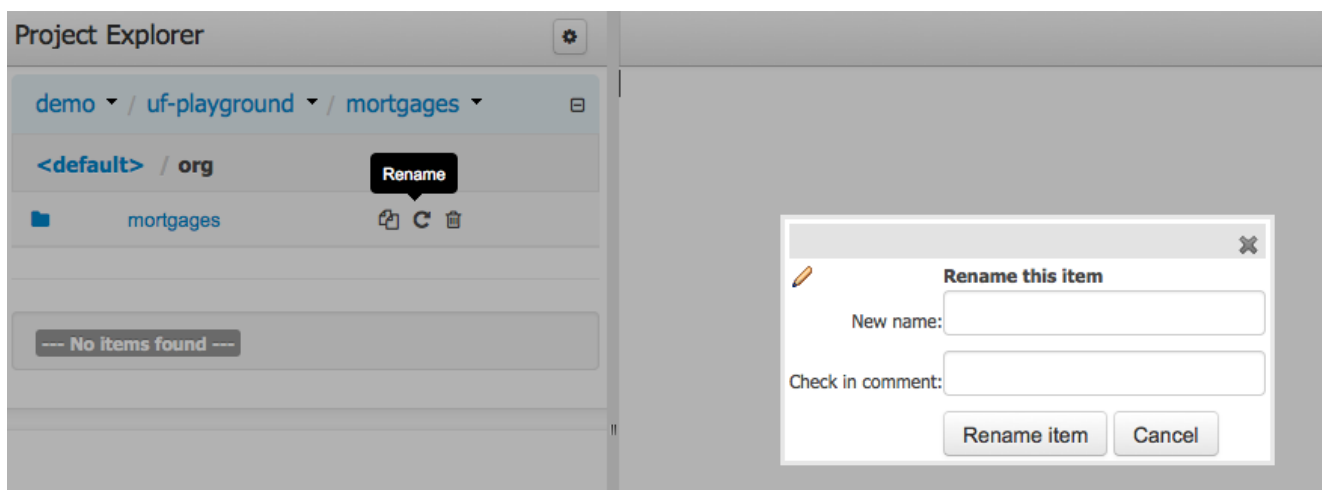 Project Explorer
demo / uf-playground / mortgages
<default> / org
Rename
mortgages
--- No items found ---
Rename this item
New name:
Check in comment:
Rename item Cancel